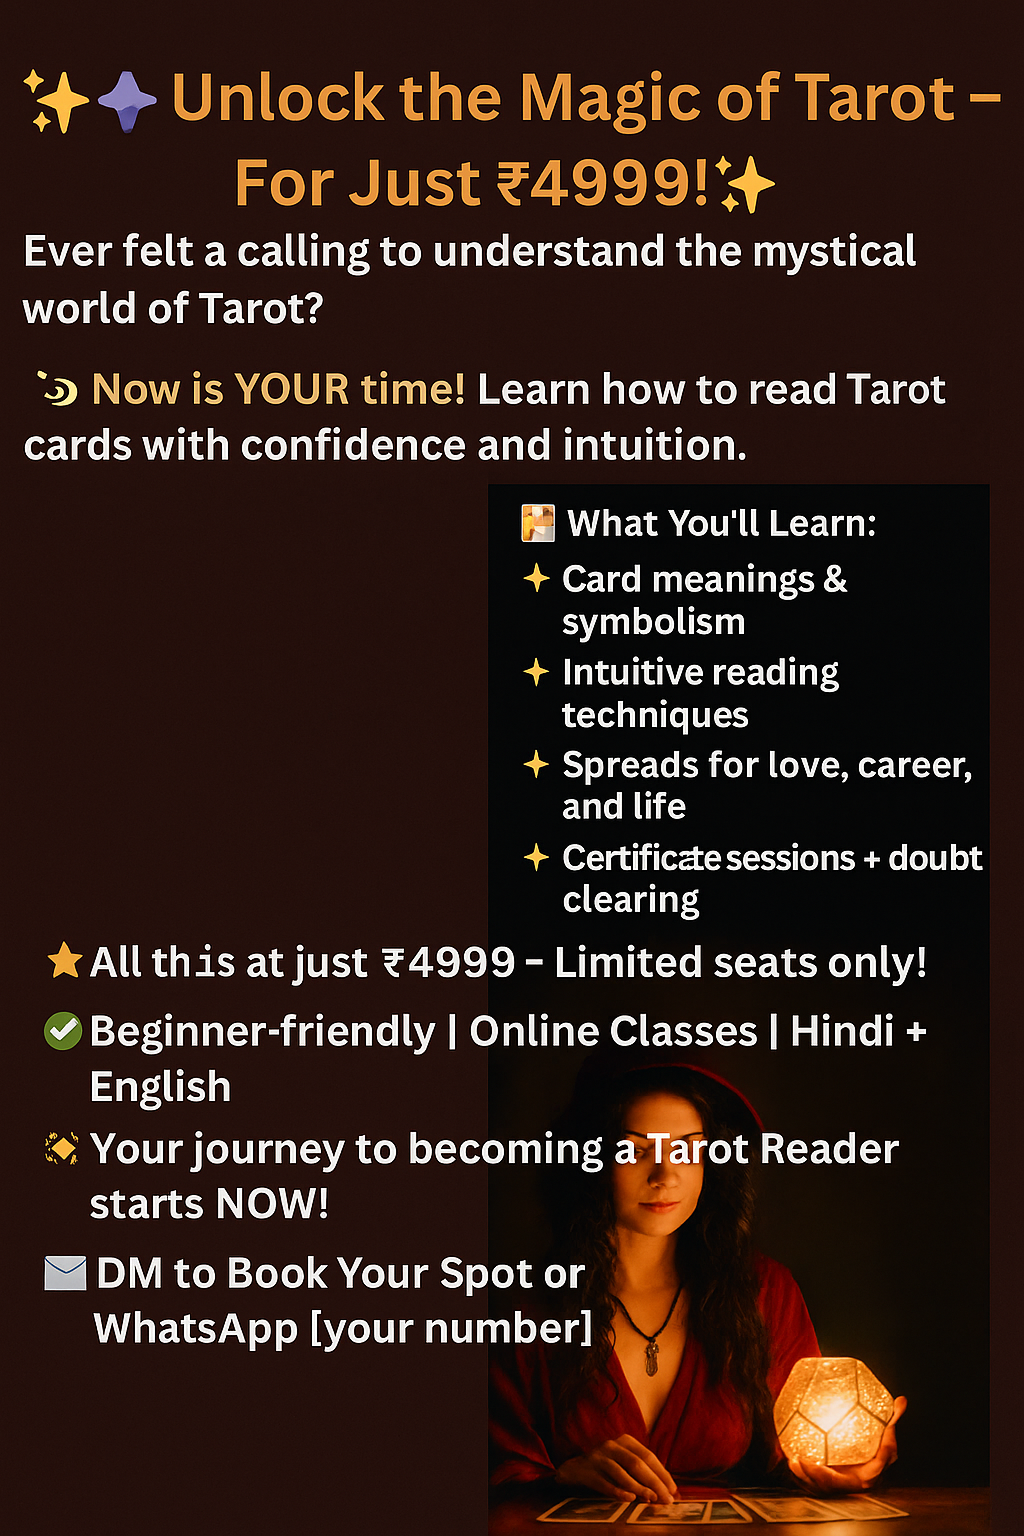 Unlock the Magic of Tarot –
For Just ₹4999!
Ever felt a calling to understand the mystical
world of Tarot?
Now is YOUR time! Learn how to read Tarot
cards with confidence and intuition.
What You'll Learn:
Card meanings &
symbolism
Intuitive reading
techniques
Spreads for love, career,
and life
Certificate sessions + doubt
clearing
All this at just ₹4999 – Limited seats only!
Beginner-friendly | Online Classes | Hindi +
English
Your journey to becoming a Tarot Reader
starts NOW!
DM to Book Your Spot or
WhatsApp [your number]